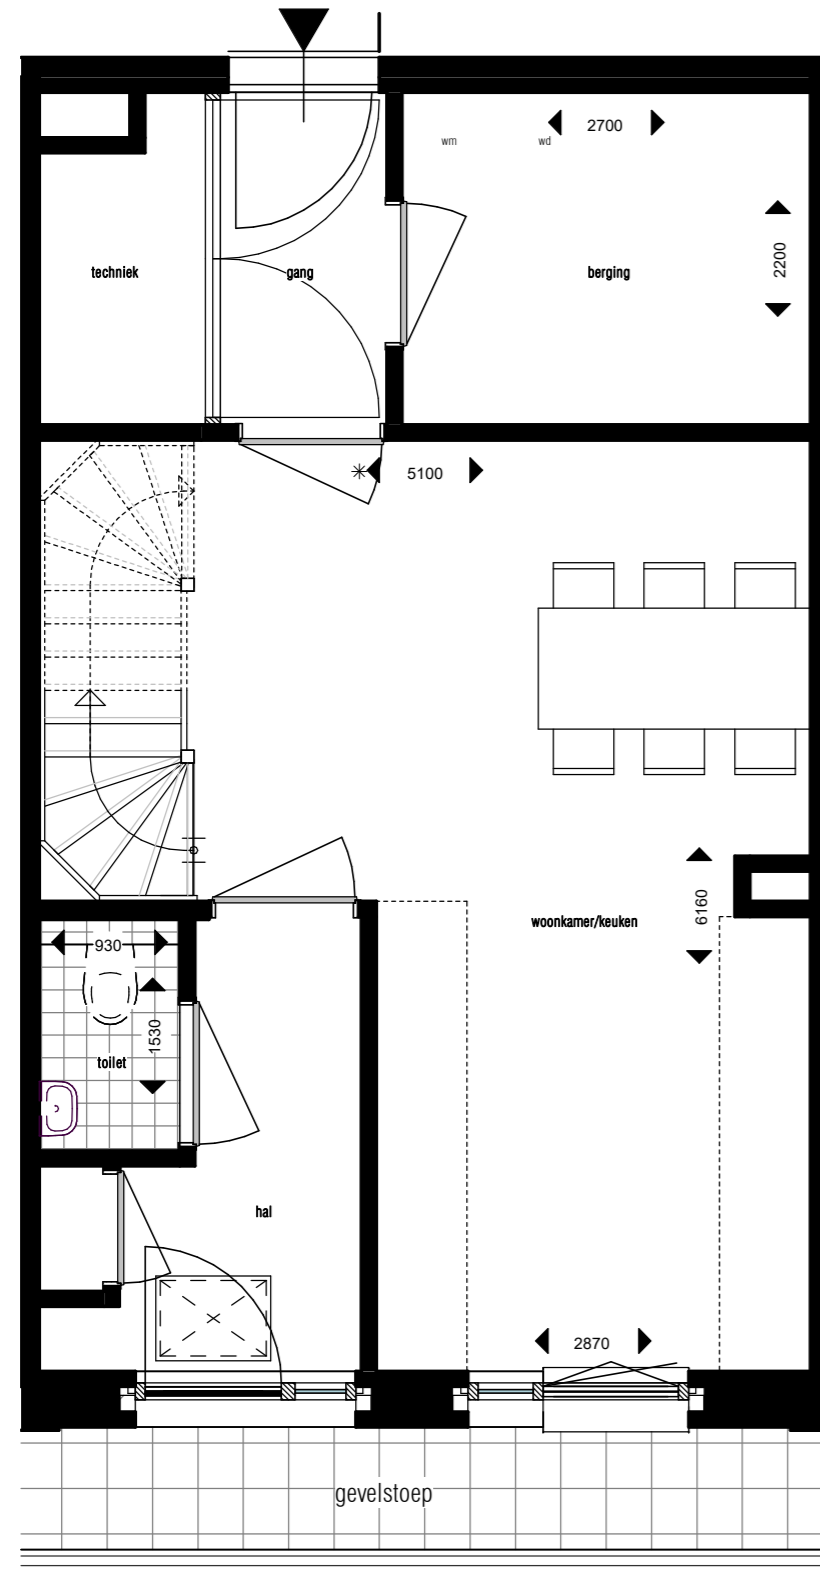 2700
wm
wd
2200
techniek
gang
berging
5100
6160
woonkamer/keuken
930
1530
toilet
hal
2870
gevelstoep